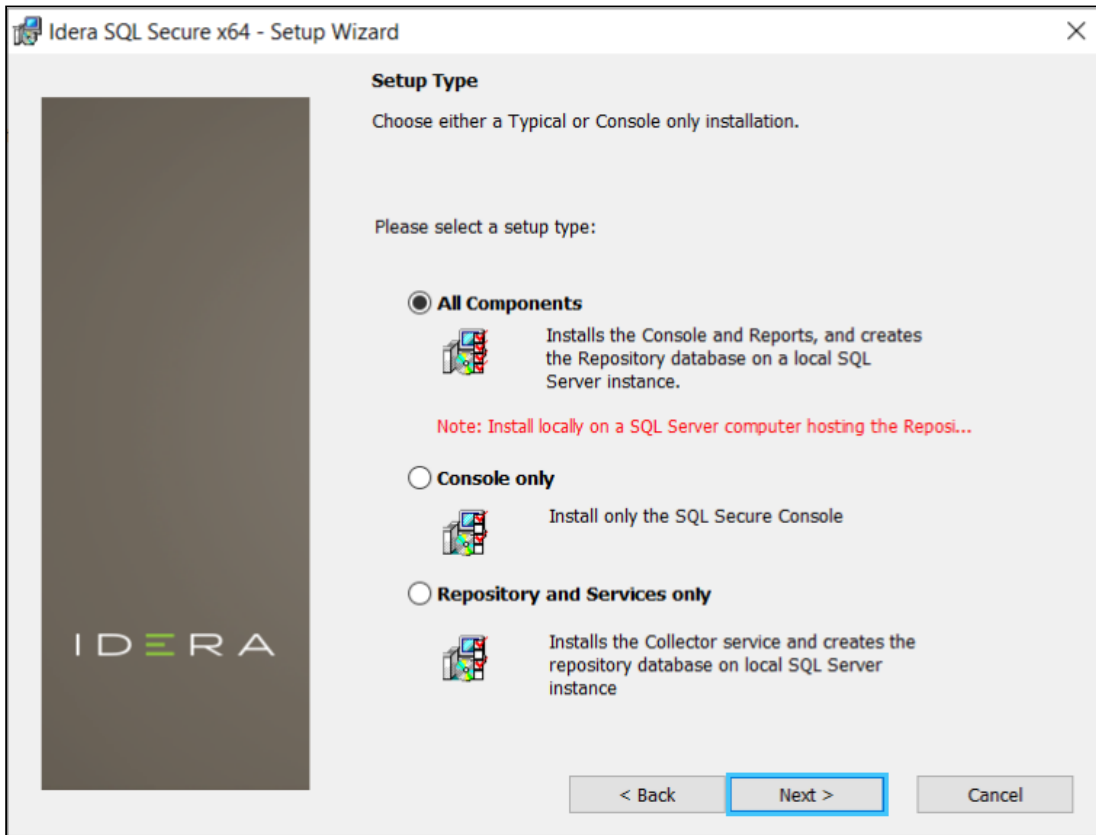 Idera SQL Secure x64 - Setup Wizard
Setup Type
Choose either a Typical or Console only installation.
Please select a setup type:
All Components
Installs the Console and Reports, and creates
the Repository database on a local SQL
Server instance.
Note: Install locally on a SQL Server computer hosting the Reposi...
Console only
Install only the SQL Secure Console
Repository and Services only
Installs the Collector service and creates the
repository database on local SQL Server
instance
IDERA
< Back
Next >
Cancel